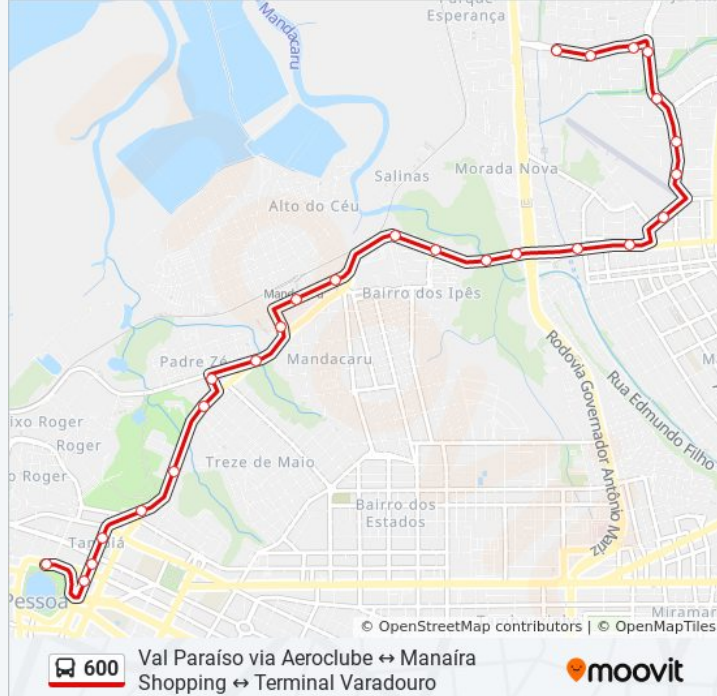 Parque
Esperança
Mandacaru
Salinas
Morada Nova
Alto do Céu
Mandacaru
Bairro dos Ipês
Padre Zé
Mandacaru
Rodovia Governador Antônio Mariz
Rua Edmundo Filho
ixo Roger
Roger
o Roger
Treze de Maio
Bairro dos
Estados
Tambiá
Pessoa
Miramar
© OpenStreetMap contributors | © OpenMapTiles
600
Val Paraíso via Aeroclube ↔ Manaíra
Shopping ↔ Terminal Varadouro
moovit